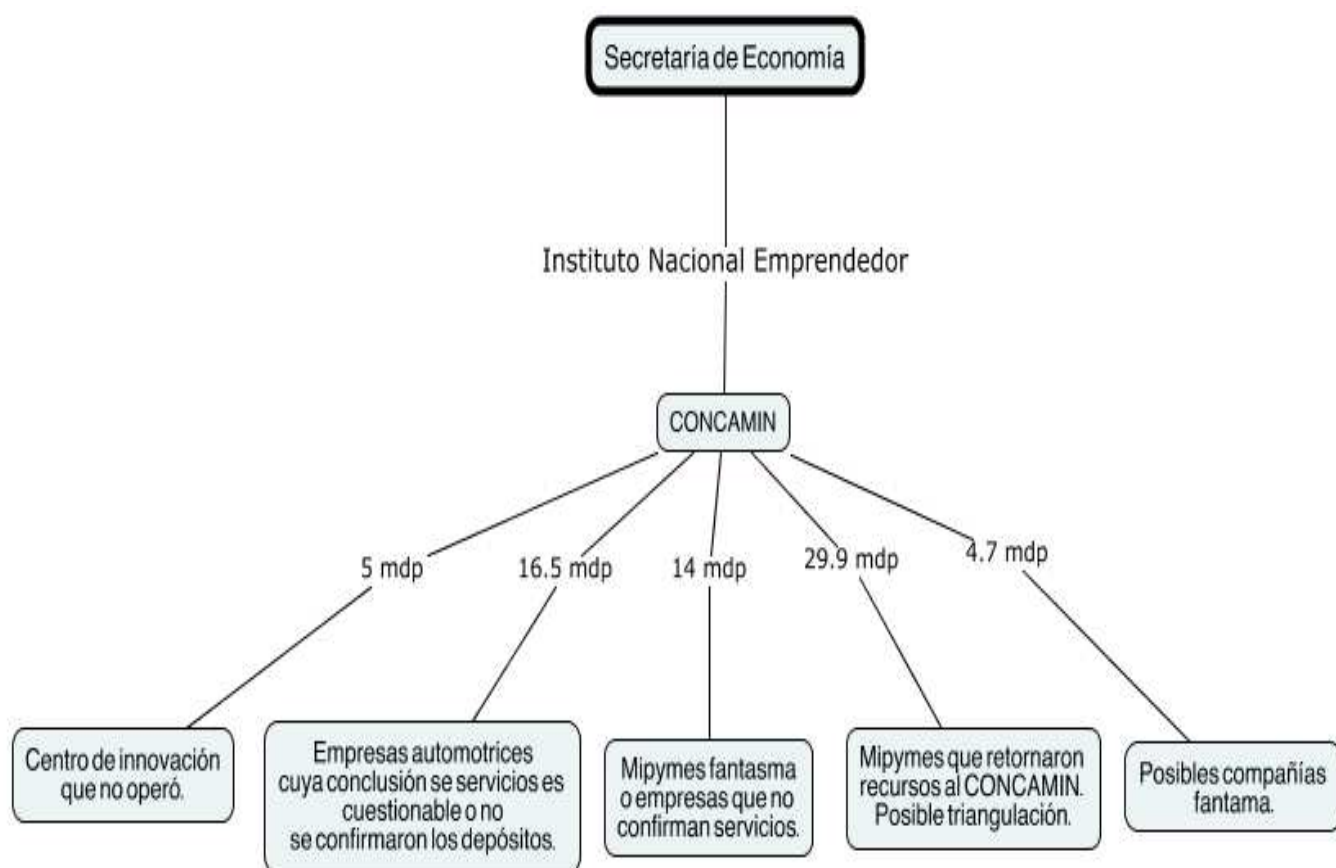 Secretaría de Economía
Instituto Nacional Emprendedor
CONCAMIN
5 mdp
16.5 mdp
14 mdp
29.9 mdp
4.7 mdp
Centro de innovación
que no operó.
Empresas automotrices
cuya conclusión se servicios es
cuestionable o no
se confirmaron los depósitos.
Mipymes fantasma
o empresas que no
confirman servicios.
Mipymes que retornaron
recursos al CONCAMIN.
Posible triangulación.
Posibles compañías
fantama.